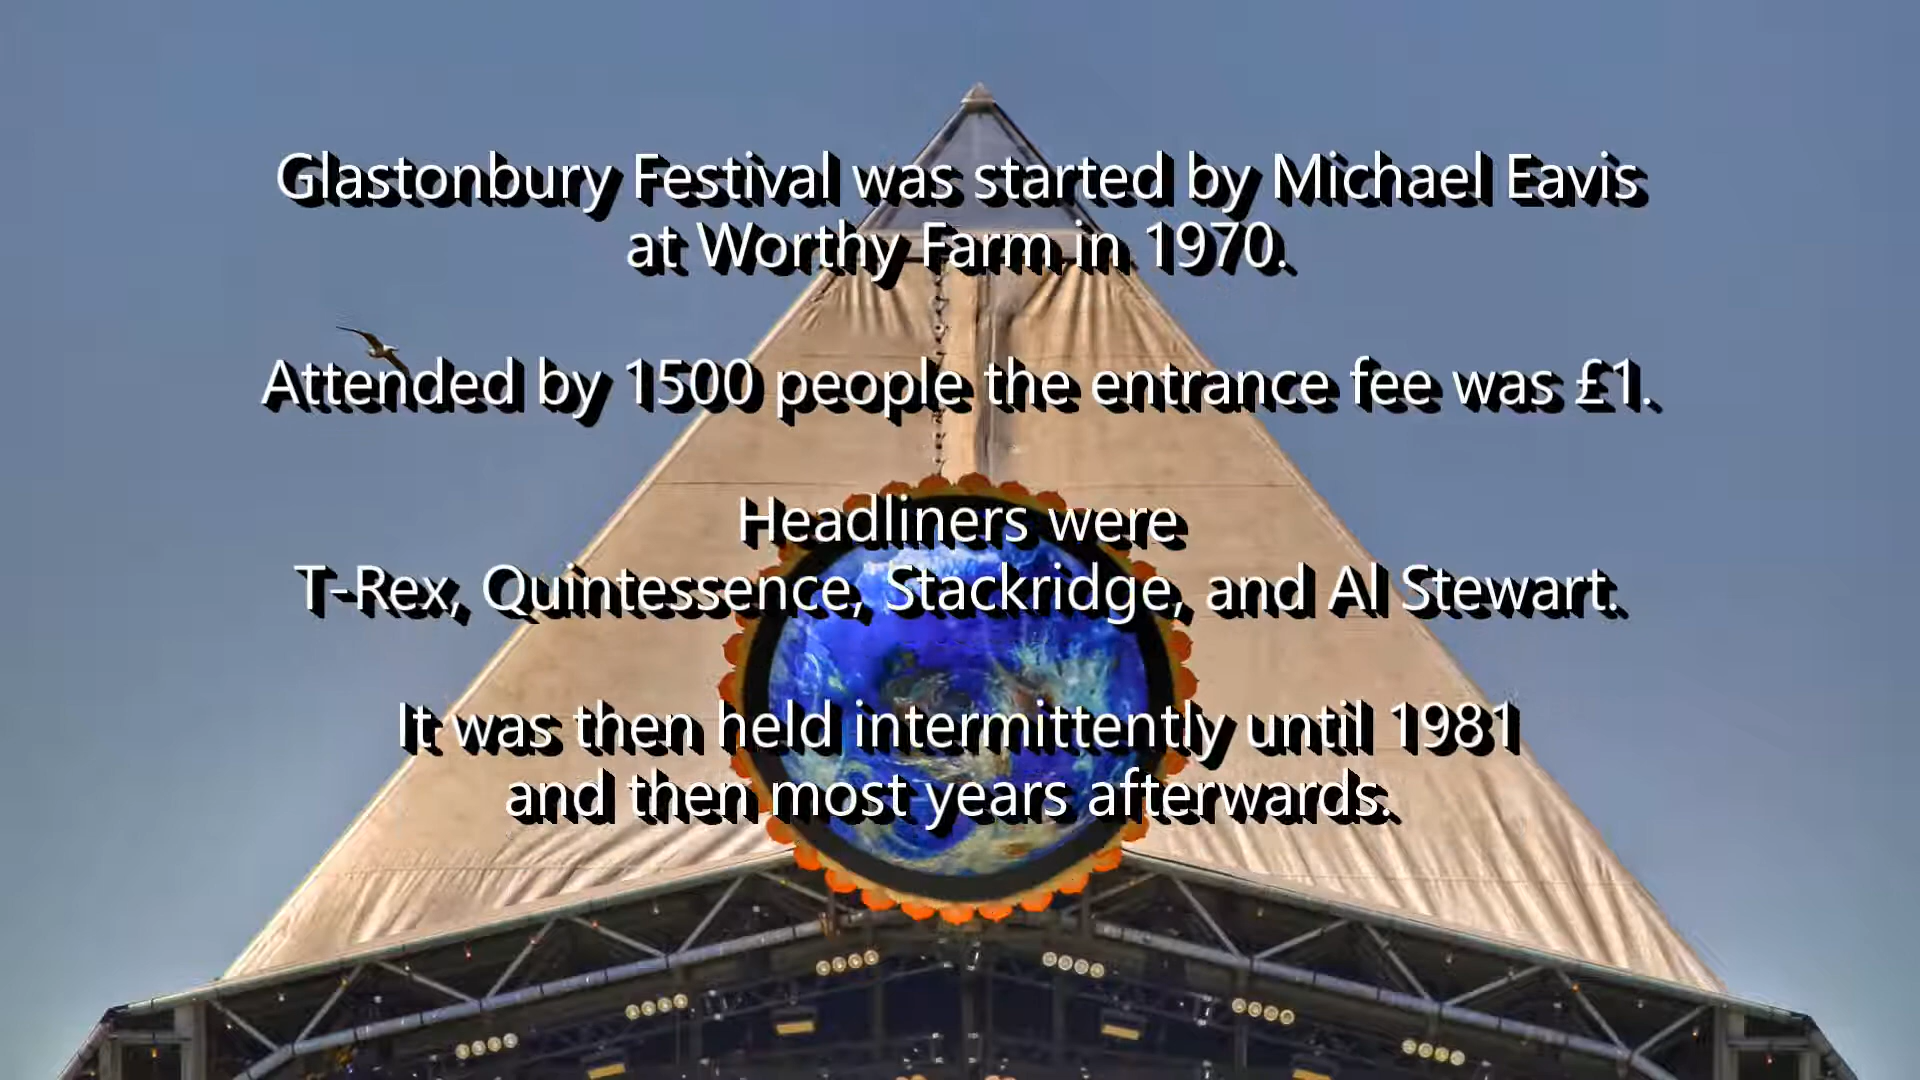 Glastonbury Festival was started by Michael Eavis
at Worthy Farm in 1970.
Attended by 1500 people the entrance fee was £1.
Headliners were
T-Rex, Quintessence, Stackridge, and Al Stewart.
It was then held intermittently until 1981
and then most years afterwards.